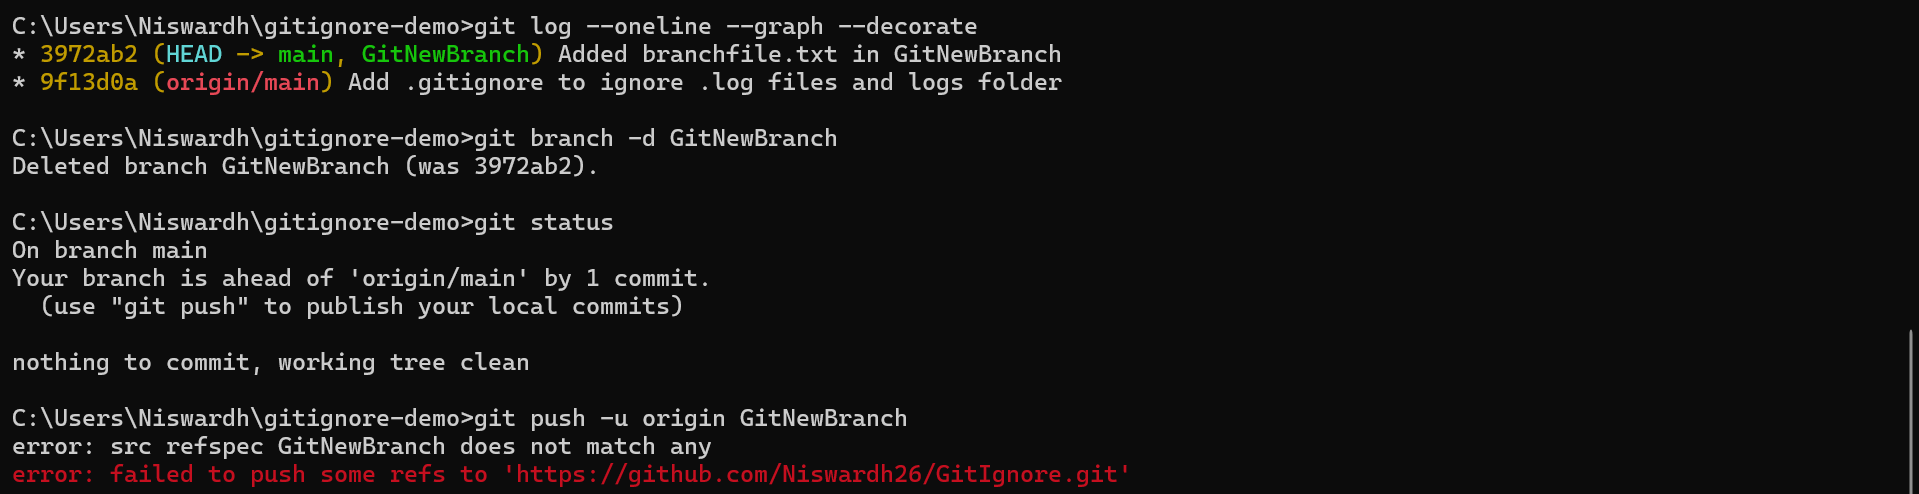 C:\Users\Niswardh\gitignore-demo>git log --oneline --graph --decorate
* 3972ab2 (HEAD -> main, GitNewBranch) Added branchfile.txt in GitNewBranch
* 9f13d0a (origin/main) Add .gitignore to ignore .log files and logs folder
C:\Users\Niswardh\gitignore-demo>git branch -d GitNewBranch
Deleted branch GitNewBranch (was 3972ab2).
C:\Users\Niswardh\gitignore-demo>git status
On branch main
Your branch is ahead of 'origin/main' by 1 commit.
  (use "git push" to publish your local commits)
nothing to commit, working tree clean
C:\Users\Niswardh\gitignore-demo>git push -u origin GitNewBranch
error: src refspec GitNewBranch does not match any
error: failed to push some refs to 'https://github.com/Niswardh26/GitIgnore.git'